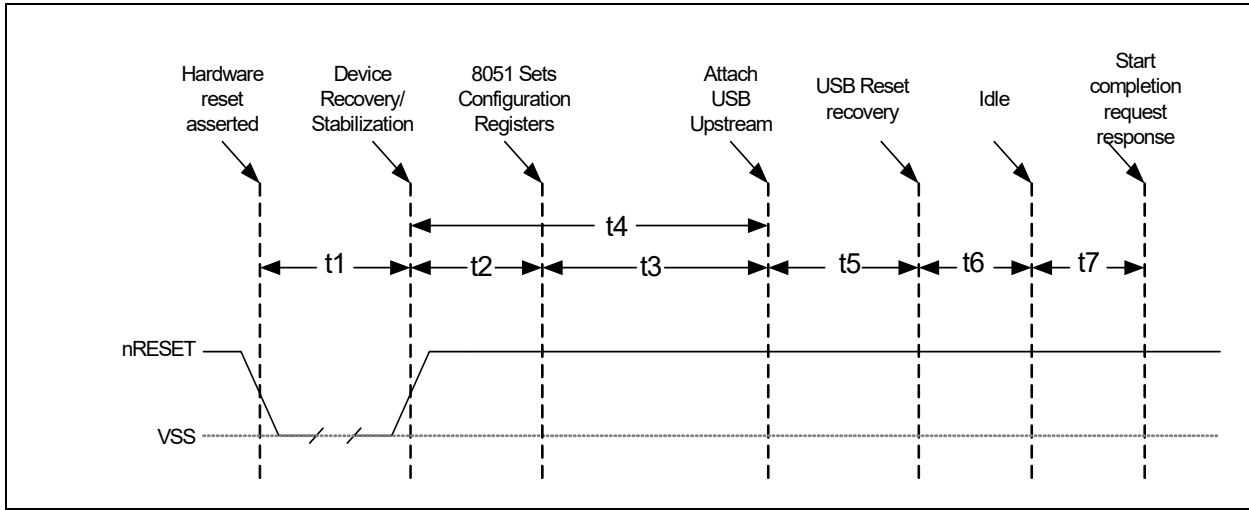 Hardware
reset
asserted
Device
Recovery/
Stabilization
8051 Sets
Configuration
Registers
Attach
USB
Upstream
USB Reset
recovery
Idle
Start
completion
request
response
t4
t1
t2
t3
t5
t6
t7
nRESET
VSS